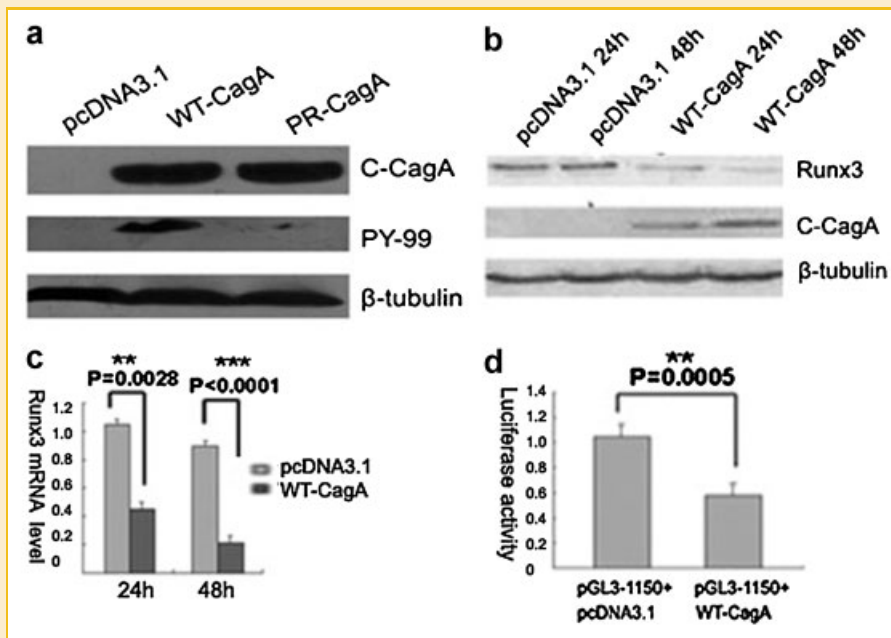 a
pcDNA3.1
WT-CagA
PR-CagA
C-CagA
PY-99
β-tubulin
b
pcDNA3.1 24h
pcDNA3.1 48h
WT-CagA 24h
WT-CagA 48h
Runx3
C-CagA
β-tubulin
c
**
P=0.0028
***
P<0.0001
Runx3 mRNA level
1.2
1.0
0.8
0.6
0.4
0.2
0
pcDNA3.1
WT-CagA
24h
48h
d
**
P=0.0005
Luciferase activity
1.4
1.2
1.0
0.8
0.6
0.4
0.2
0.0
pGL3-1150+
pcDNA3.1
pGL3-1150+
WT-CagA